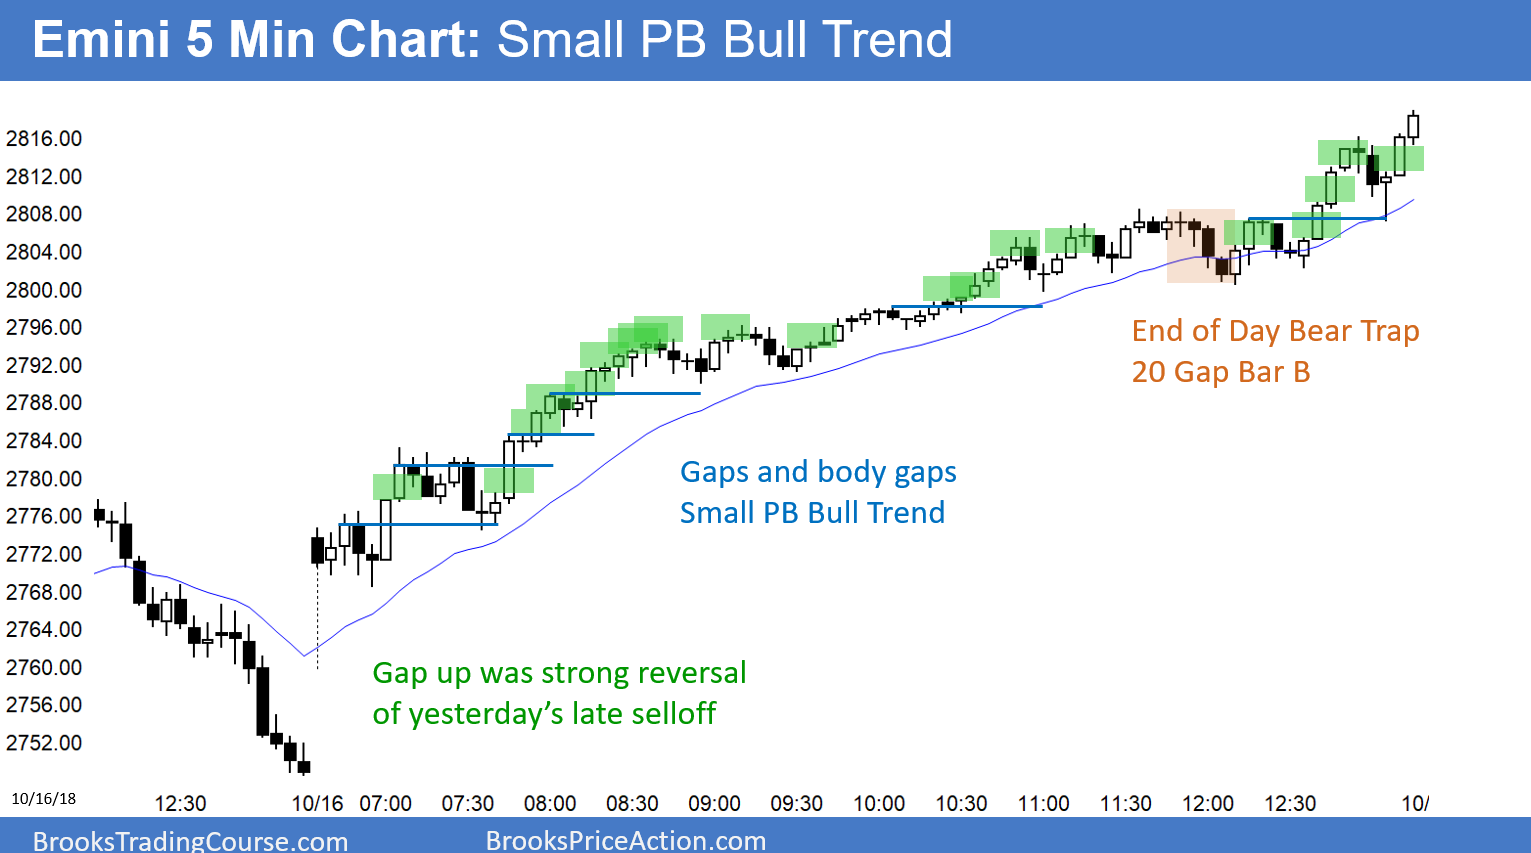 Emini 5 Min Chart: Small PB Bull Trend
2816.00
2812.00
2808.00
2804.00
2800.00
2796.00
2792.00
2788.00
2784.00
2780.00
2776.00
2772.00
2768.00
2764.00
2760.00
2756.00
2752.00
End of Day Bear Trap
20 Gap Bar B
Gaps and body gaps
Small PB Bull Trend
Gap up was strong reversal
of yesterday’s late selloff
10/16/18 12:30 10/16 07:00 07:30 08:00 08:30 09:00 09:30 10:00 10:30 11:00 11:30 12:00 12:30 10/
BrooksTradingCourse.com BrooksPriceAction.com